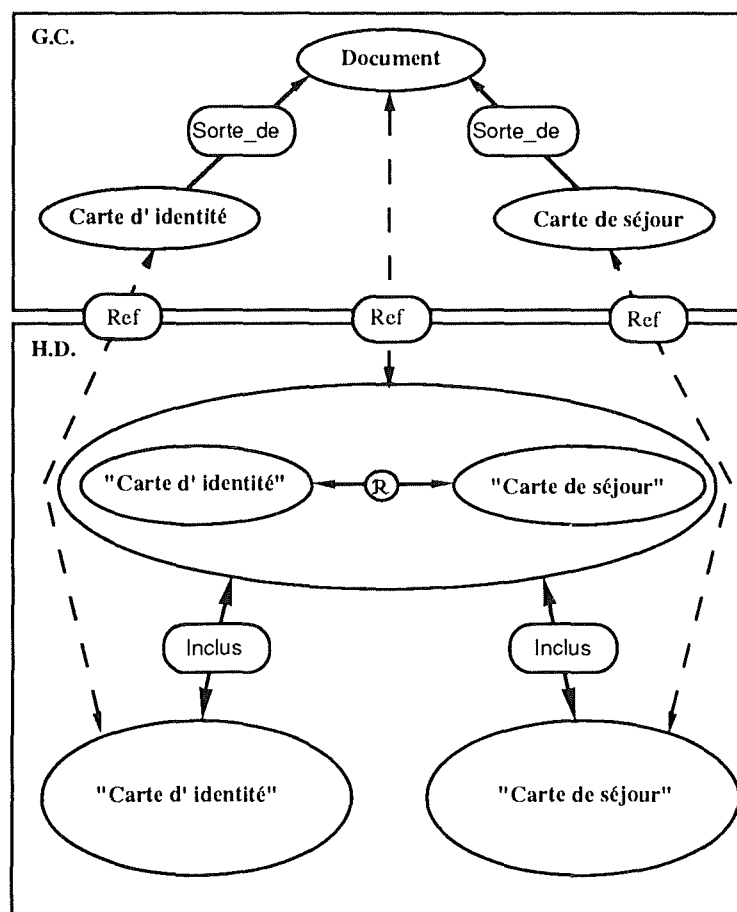 G.C.
Document
Sorte_de
Sorte_de
Carte d' identité
Carte de séjour
Ref
Ref
Ref
H.D.
"Carte d' identité"
R
"Carte de séjour"
Inclus
Inclus
"Carte d' identité"
"Carte de séjour"